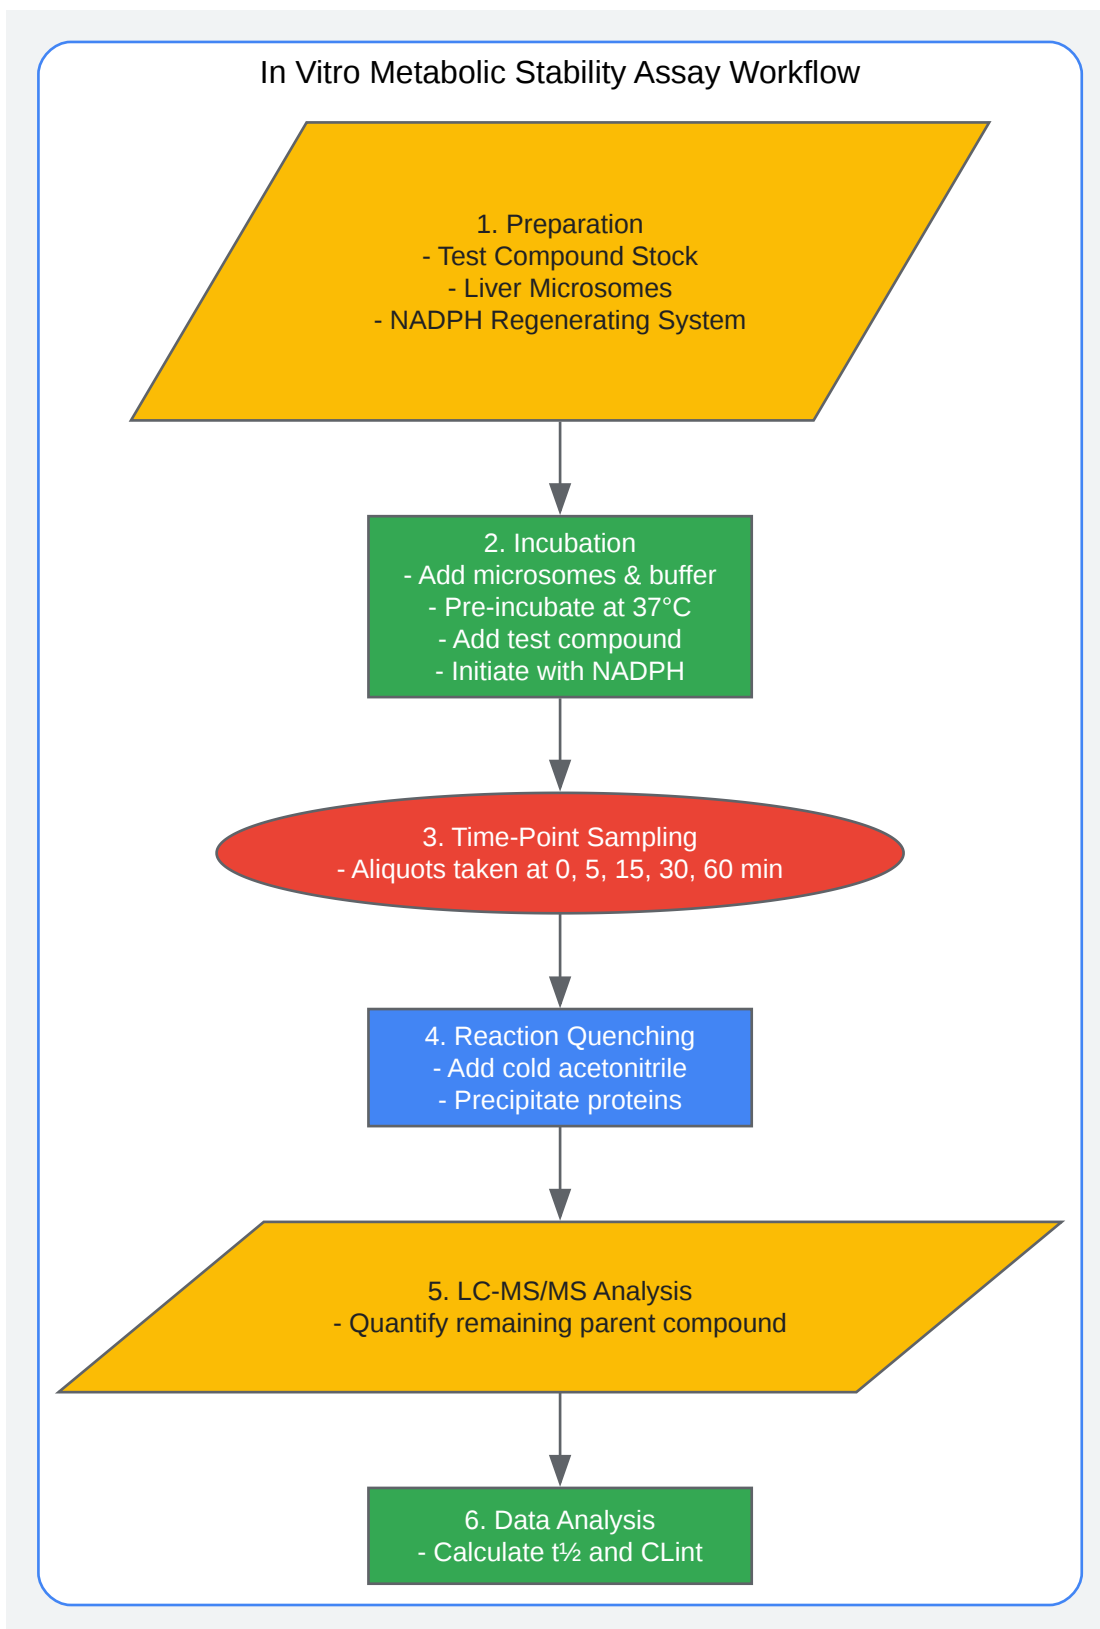 In Vitro Metabolic Stability Assay Workflow
1. Preparation
- Test Compound Stock
- Liver Microsomes
- NADPH Regenerating System
2. Incubation
- Add microsomes & buffer
- Pre-incubate at 37°C
- Add test compound
- Initiate with NADPH
3. Time-Point Sampling
- Aliquots taken at 0, 5, 15, 30, 60 min
4. Reaction Quenching
- Add cold acetonitrile
- Precipitate proteins
5. LC-MS/MS Analysis
- Quantify remaining parent compound
6. Data Analysis
- Calculate t½ and CLint